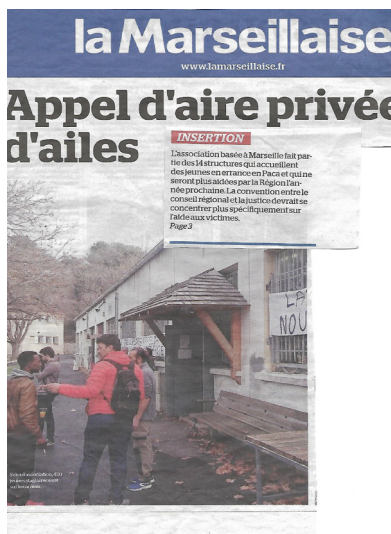 la Marseillaise
www.lamarseillaise.fr
Appel d'aire privée
d'ailes
INSERTION
L'association basée à Marseille fait par-
tie des 14 structures qui accueillent
des jeunes en errance en Paca et qui ne
seront plus aidées par la Région l'an-
née prochaine. La convention entre le
conseil régional et la justice devrait se
concentrer plus spécifiquement sur
l'aide aux victimes.
Page 3
LA
NOU